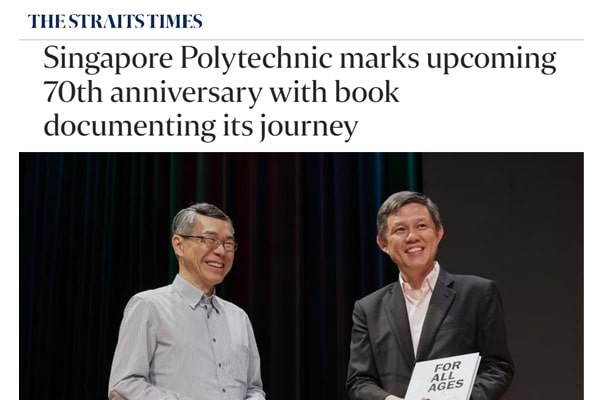 THE STRAITS TIMES
Singapore Polytechnic marks upcoming
70th anniversary with book
documenting its journey
FOR
ALL
AGES